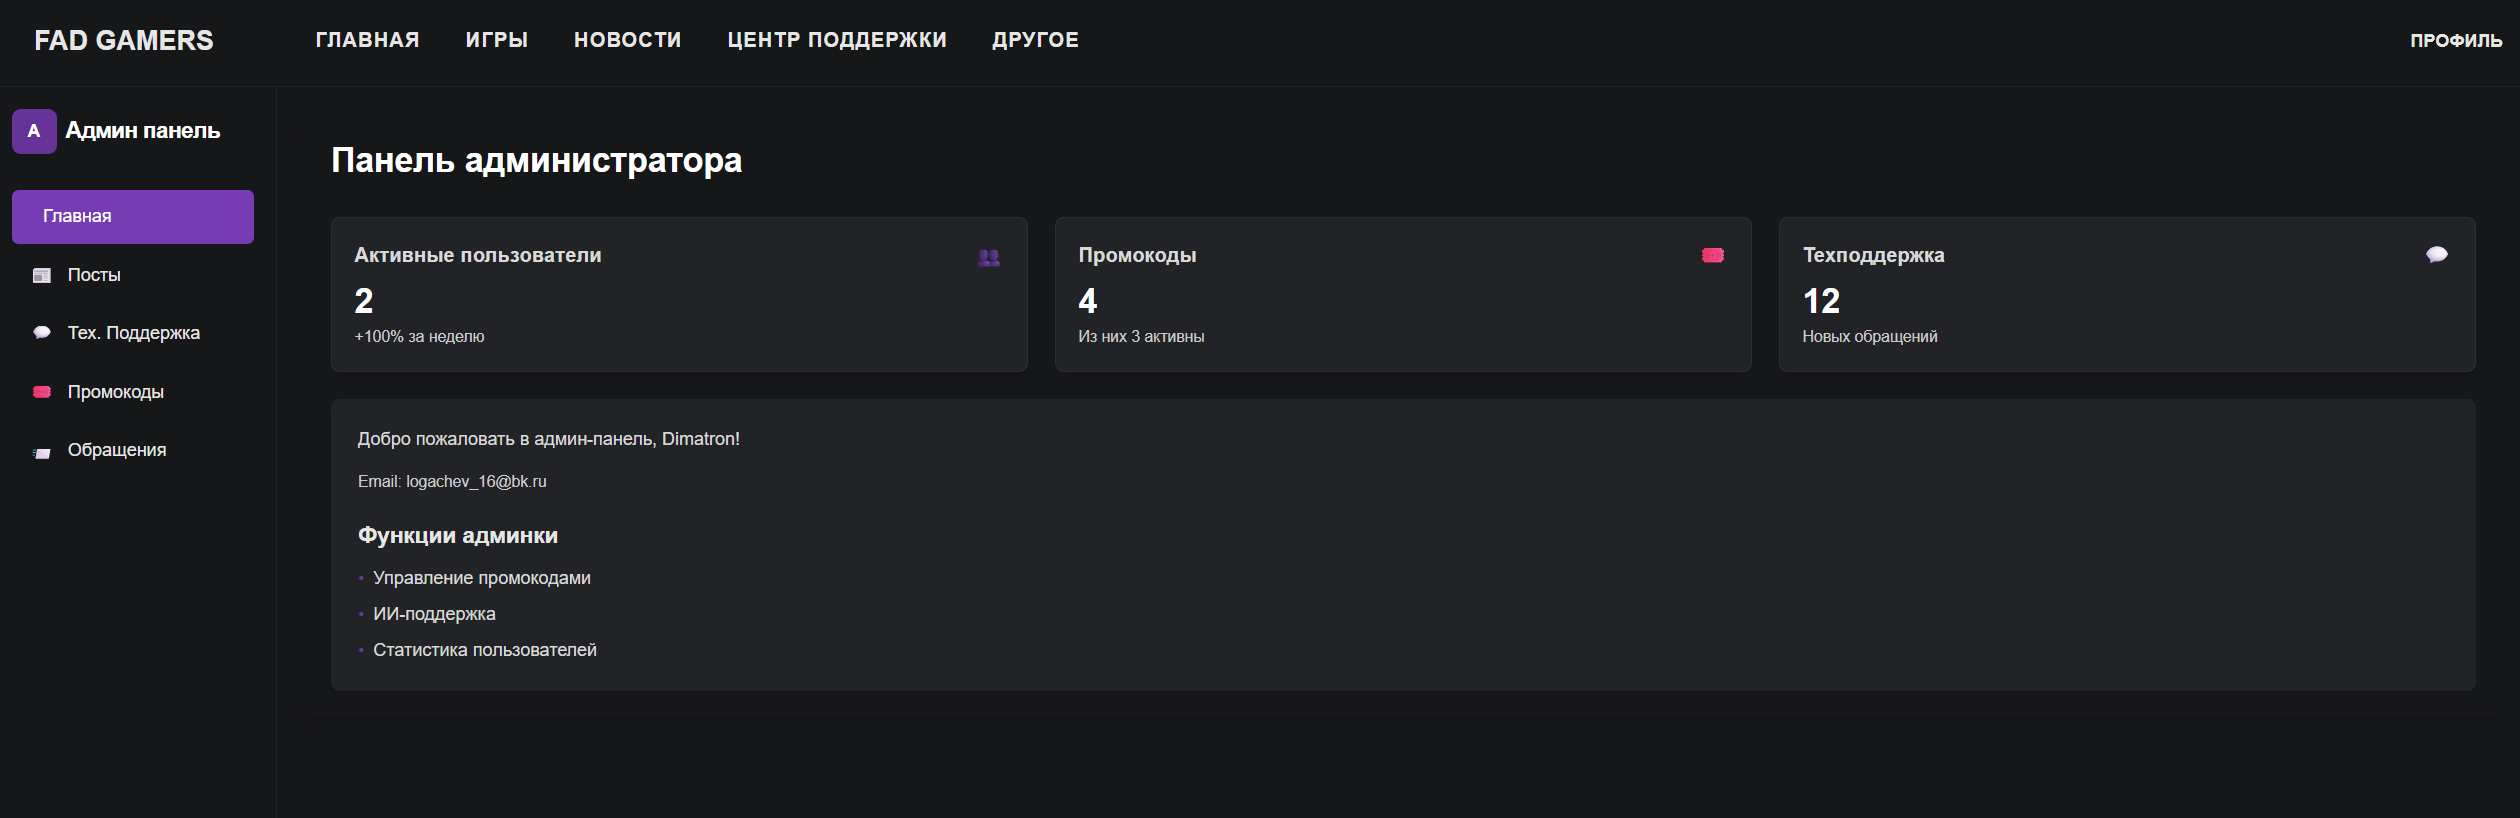 FAD GAMERS
ГЛАВНАЯ ИГРЫ НОВОСТИ ЦЕНТР ПОДДЕРЖКИ ДРУГОЕ
ПРОФИЛЬ
A Админ панель
Главная
Посты
Тех. Поддержка
Промокоды
Обращения
Панель администратора
Активные пользователи
2
+100% за неделю
Промокоды
4
Из них 3 активны
Техподдержка
12
Новых обращений
Добро пожаловать в админ-панель, Dimatron!
Email: logachev_16@bk.ru
Функции админки
• Управление промокодами
• ИИ-поддержка
• Статистика пользователей